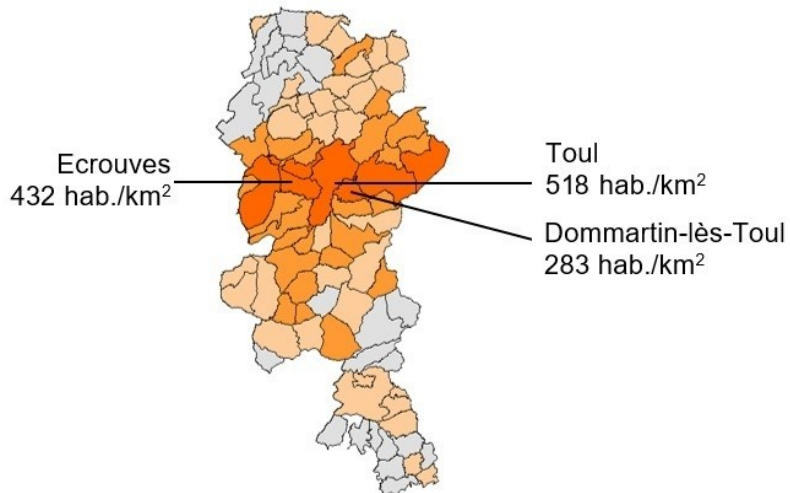 Ecrouves
432 hab./km²
Toul
518 hab./km²
Dommartin-lès-Toul
283 hab./km²